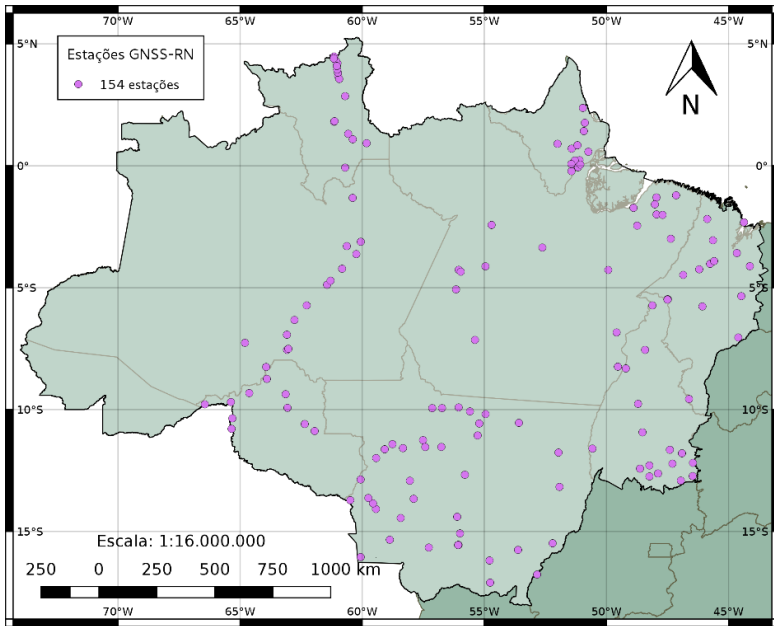 70°W 65°W 60°W 55°W 50°W 45°W
5°N 5°N
Estações GNSS-RN
154 estações
N
0° 0°
5°S 5°S
10°S 10°S
15°S 15°S
Escala: 1:16.000.000
250 0 250 500 750 1000 km
70°W 65°W 60°W 55°W 50°W 45°W